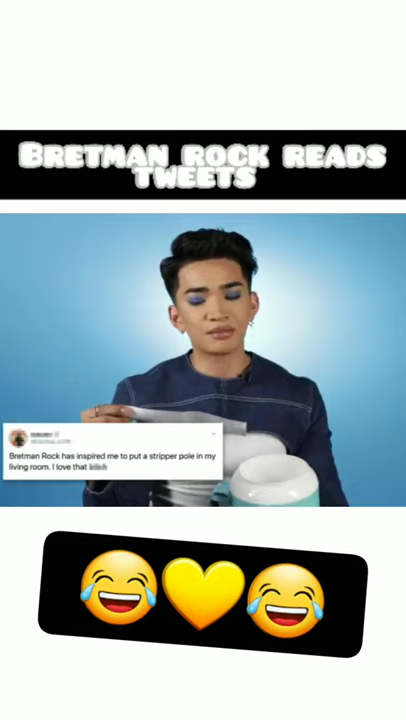 BRETMAN ROCK READS
TWEETS
Bretman Rock has inspired me to put a stripper pole in my
living room. I love that